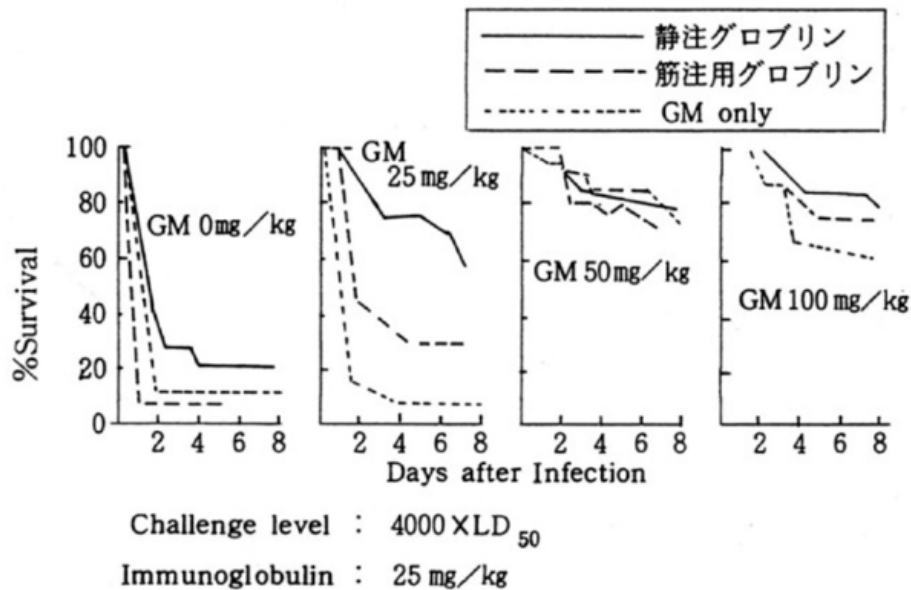 静注グロブリン
筋注用グロブリン
GM only
%Survival
100
80
60
40
20
0
GM 0mg/kg
2 4 6 8
GM
25mg/kg
2 4 6 8
GM 50mg/kg
2 4 6 8
GM 100mg/kg
2 4 6 8
Days after Infection
Challenge level : 4000×LD50
Immunoglobulin : 25mg/kg